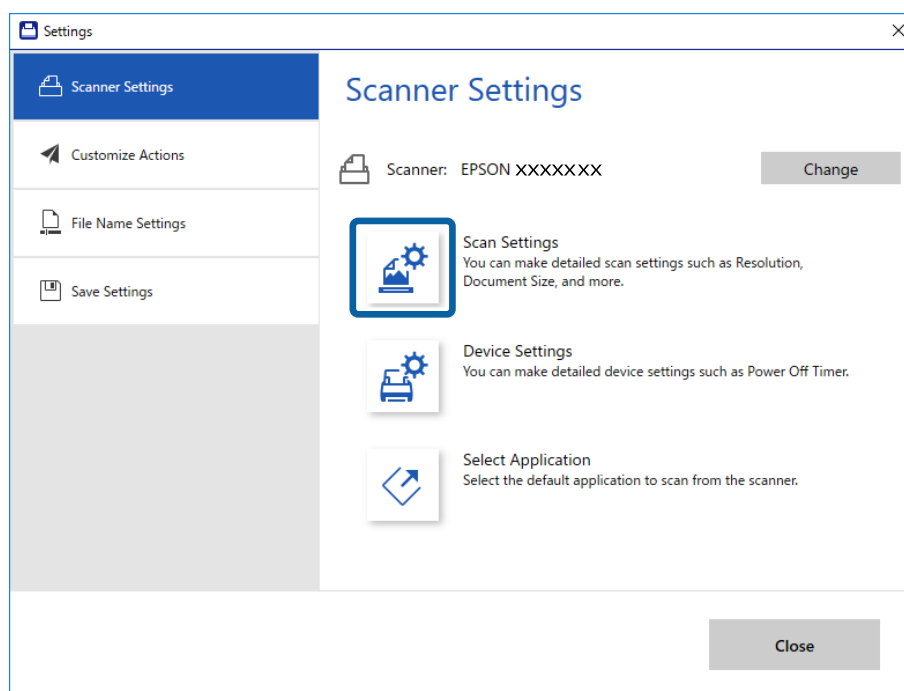 Settings
Scanner Settings
Customize Actions
File Name Settings
Save Settings
Scanner Settings
Scanner: EPSON XXXXXXX
Change
Scan Settings
You can make detailed scan settings such as Resolution,
Document Size, and more.
Device Settings
You can make detailed device settings such as Power Off Timer.
Select Application
Select the default application to scan from the scanner.
Close